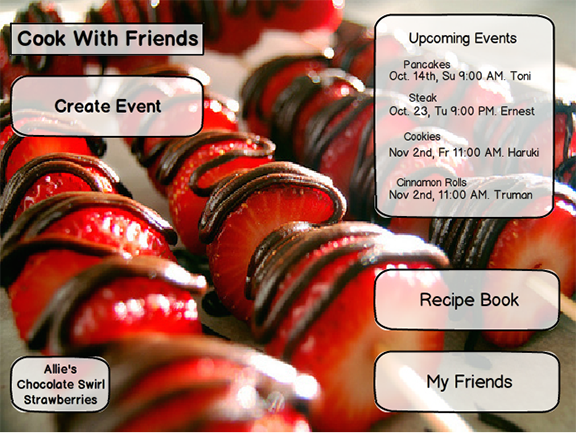 Cook With Friends
Create Event
Upcoming Events
Pancakes
Oct. 14th, Su 9:00 AM. Toni
Steak
Oct. 23, Tu 9:00 PM. Ernest
Cookies
Nov 2nd, Fr 11:00 AM. Haruki
Cinnamon Rolls
Nov 2nd, 11:00 AM. Truman
Recipe Book
My Friends
Allie's
Chocolate Swirl
Strawberries